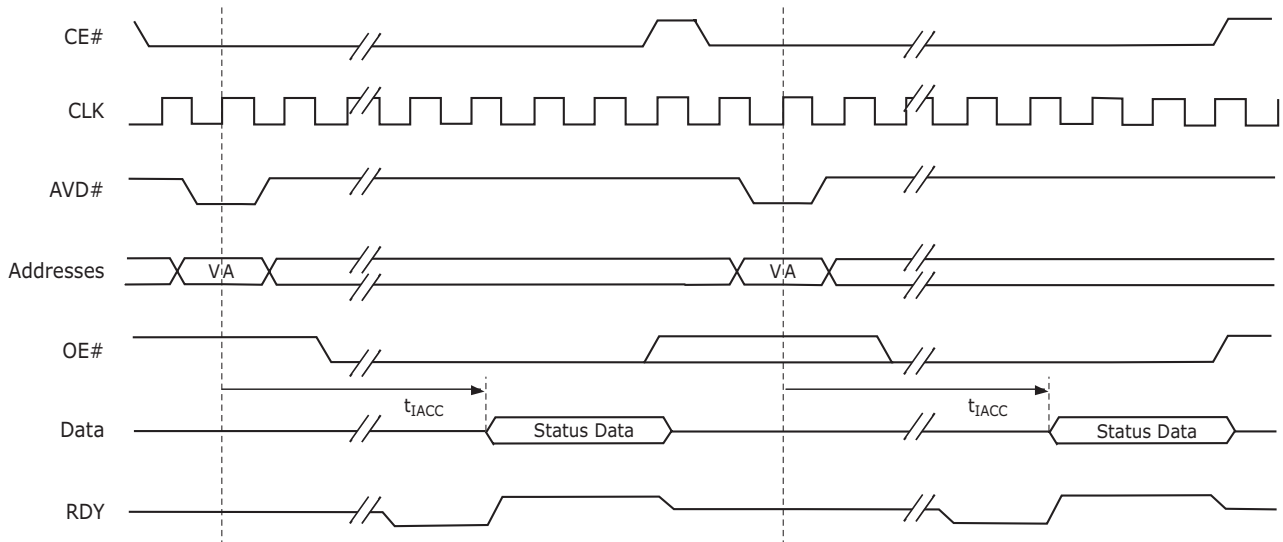 CE#
CLK
AVD#
Addresses
VA
VA
OE#
tIACC
tIACC
Data
Status Data
Status Data
RDY